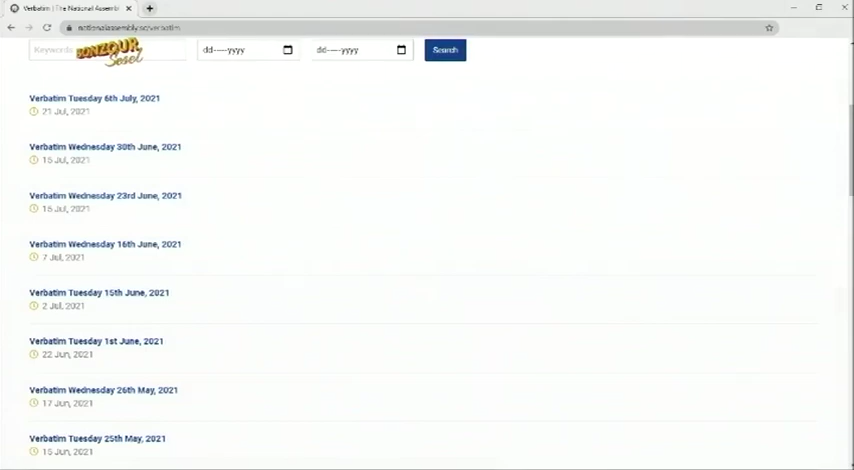 Verbatim | The National Assembl
nationalassembly.sc/verbatim
Keywords
BONZOUR
Sesel
dd----yyyy
dd----yyyy
Search
Verbatim Tuesday 6th July, 2021
21 Jul, 2021
Verbatim Wednesday 30th June, 2021
15 Jul, 2021
Verbatim Wednesday 23rd June, 2021
15 Jul, 2021
Verbatim Wednesday 16th June, 2021
7 Jul, 2021
Verbatim Tuesday 15th June, 2021
2 Jul, 2021
Verbatim Tuesday 1st June, 2021
22 Jun, 2021
Verbatim Wednesday 26th May, 2021
17 Jun, 2021
Verbatim Tuesday 25th May, 2021
15 Jun, 2021